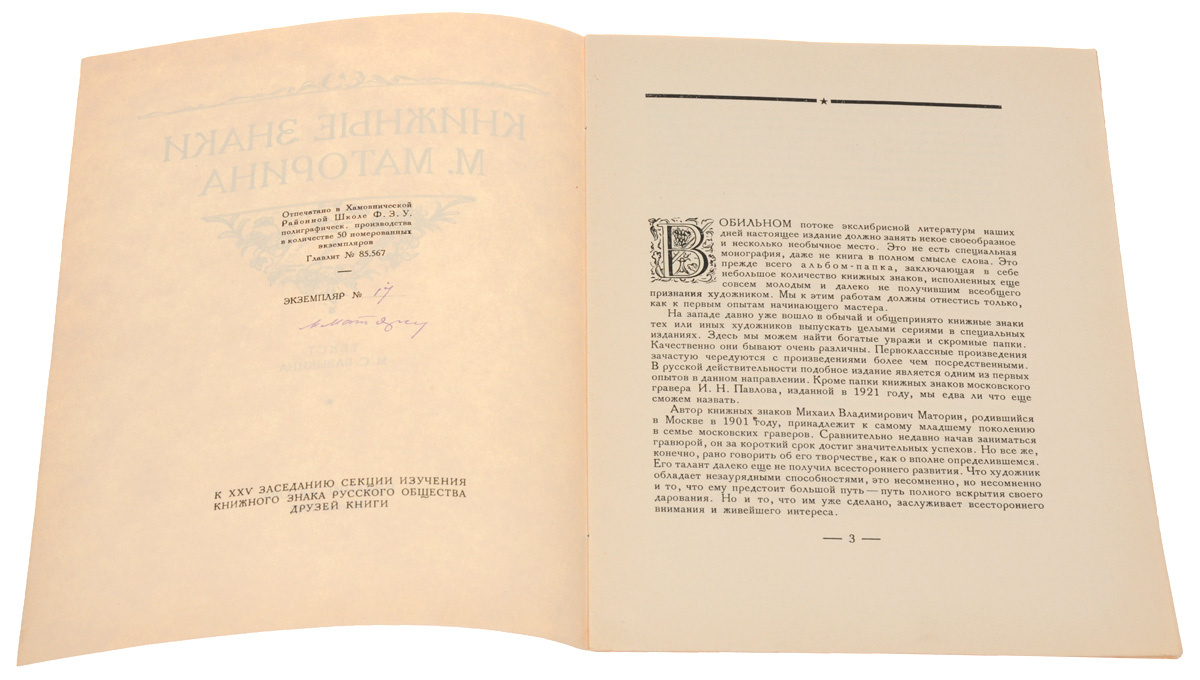 Отпечатано в Хамовнической
Районной Школе Ф. З. У.
полиграфическ. производства
в количестве 50 номерованных
экземпляров
Главлит № 85.567
ЭКЗЕМПЛЯР № 17
К XXV ЗАСЕДАНИЮ СЕКЦИИ ИЗУЧЕНИЯ
КНИЖНОГО ЗНАКА РУССКОГО ОБЩЕСТВА
ДРУЗЕЙ КНИГИ
КНИЖНЫЕ ЗНАКИ
М. МАТОРИНА
В ОБИЛЬНОМ потоке экслибрисной литературы наших
дней настоящее издание должно занять некое своеобразное
и несколько необычное место. Это не есть специальная
монография, даже не книга в полном смысле слова. Это
прежде всего альбом-папка, заключающая в себе
небольшое количество книжных знаков, исполненных еще
совсем молодым и далеко не получившим всеобщего
признания художником. Мы к этим работам должны отнестись только,
как к первым опытам начинающего мастера.
На западе давно уже вошло в обычай и общепринято книжные знаки
тех или иных художников выпускать целыми сериями в специальных
изданиях. Здесь мы можем найти богатые увражи и скромные папки.
Качественно они бывают очень различны. Первоклассные произведения
зачастую чередуются с произведениями более чем посредственными.
В русской действительности подобное издание является одним из первых
опытов в данном направлении. Кроме папки книжных знаков московского
гравера И. Н. Павлова, изданной в 1921 году, мы едва ли что еще
сможем назвать.
Автор книжных знаков Михаил Владимирович Маторин, родившийся
в Москве в 1901 году, принадлежит к самому младшему поколению
в семье московских граверов. Сравнительно недавно начав заниматься
гравюрой, он за короткий срок достиг значительных успехов. Но все же,
конечно, рано говорить об его творчестве, как о вполне определившемся.
Его талант далеко еще не получил всестороннего развития. Что художник
обладает незаурядными способностями, это несомненно, но несомненно
и то, что ему предстоит большой путь — путь полного вскрытия своего
дарования. Но и то, что им уже сделано, заслуживает всестороннего
внимания и живейшего интереса.
— 3 —